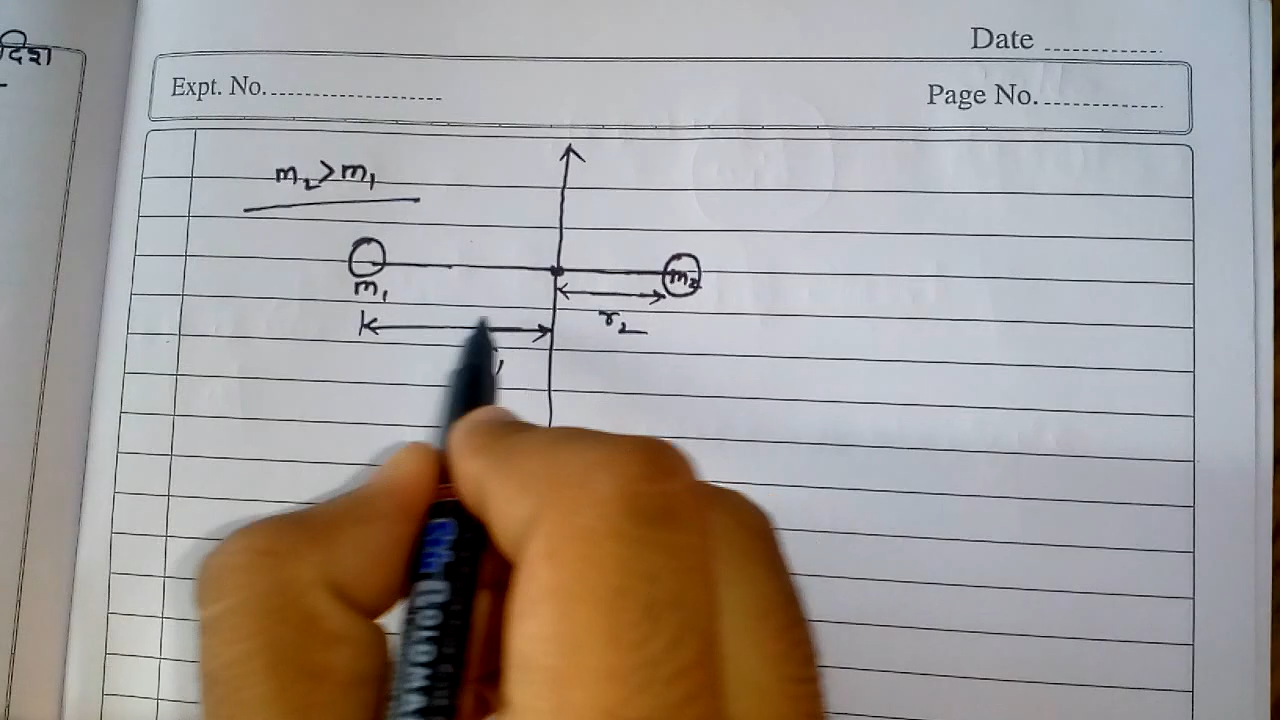 दिश
Date
Expt. No.
Page No.
m₂>m₁
m₁
m₂
r₂